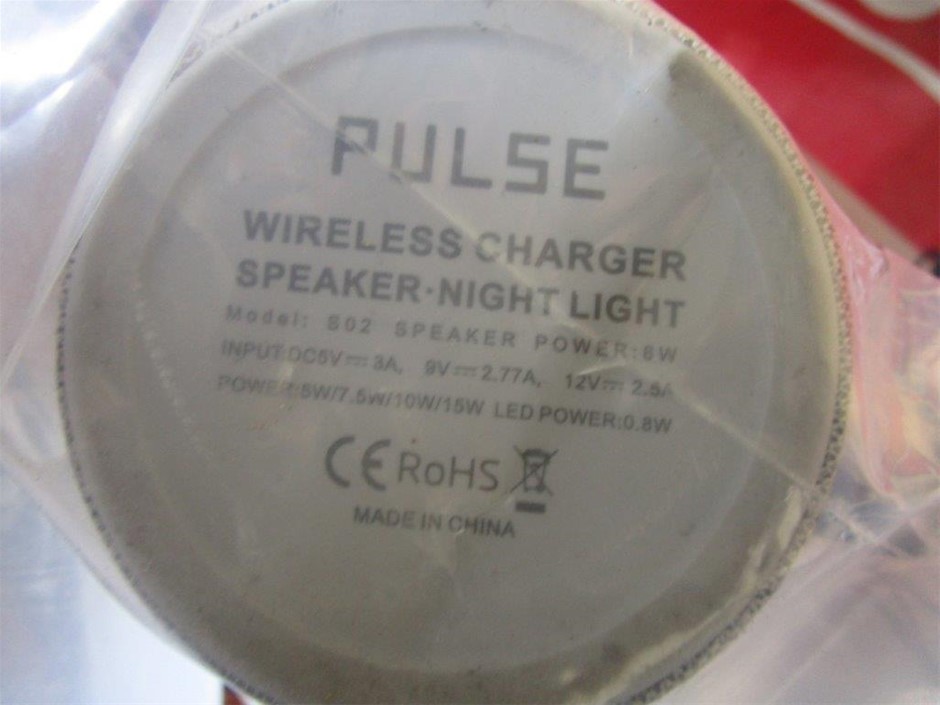 PULSE
WIRELESS CHARGER
SPEAKER·NIGHT LIGHT
Model: S02 SPEAKER POWER:6W
INPUT:DC5V⎓3A, 9V⎓2.77A, 12V⎓2.5A
POWER:5W/7.5W/10W/15W LED POWER:0.8W
CE RoHS
MADE IN CHINA